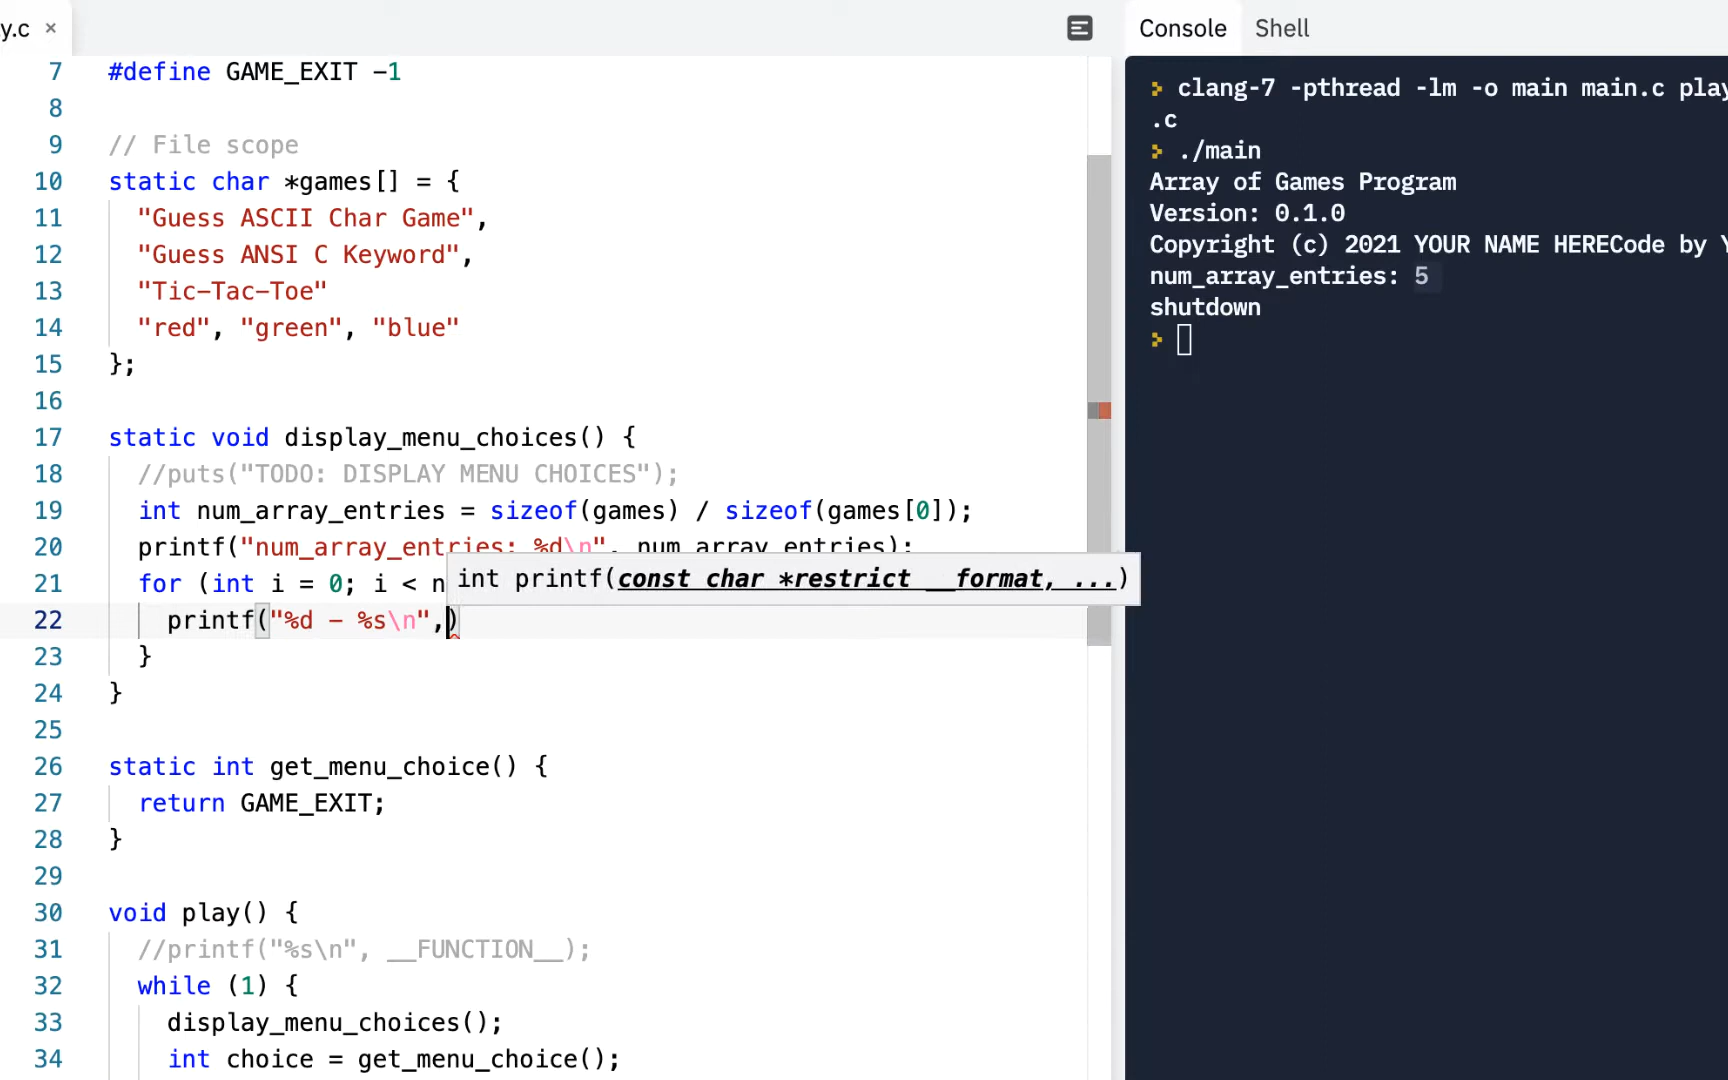 y.c ×
7 #define GAME_EXIT -1
8
9 // File scope
10 static char *games[] = {
11 "Guess ASCII Char Game",
12 "Guess ANSI C Keyword",
13 "Tic-Tac-Toe"
14 "red", "green", "blue"
15 };
16
17 static void display_menu_choices() {
18 //puts("TODO: DISPLAY MENU CHOICES");
19 int num_array_entries = sizeof(games) / sizeof(games[0]);
20 printf("num_array_entries: %d\n", num_array_entries);
21 for (int i = 0; i < n
int printf(const char *restrict __format, ...)
22 printf("%d - %s\n",)
23 }
24 }
25
26 static int get_menu_choice() {
27 return GAME_EXIT;
28 }
29
30 void play() {
31 //printf("%s\n", __FUNCTION__);
32 while (1) {
33 display_menu_choices();
34 int choice = get_menu_choice();
Console Shell
> clang-7 -pthread -lm -o main main.c play
.c
> ./main
Array of Games Program
Version: 0.1.0
Copyright (c) 2021 YOUR NAME HERECode by Y
num_array_entries: 5
shutdown
>